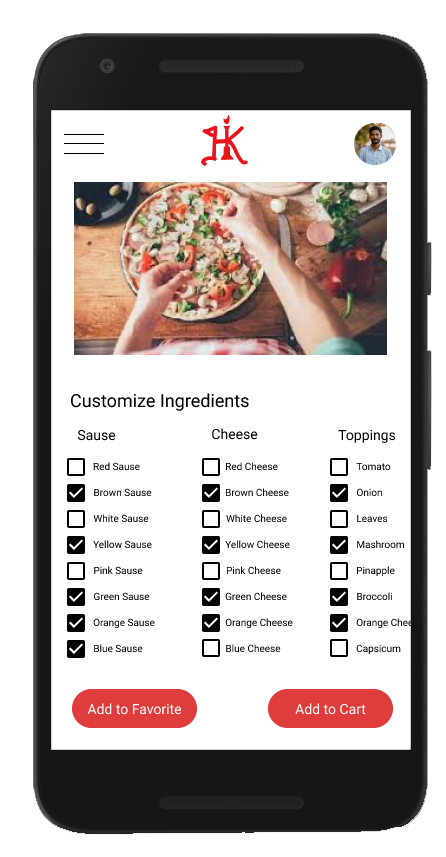 HK
Customize Ingredients
Sause Cheese Toppings
Red Sause Red Cheese Tomato
Brown Sause Brown Cheese Onion
White Sause White Cheese Leaves
Yellow Sause Yellow Cheese Mashroom
Pink Sause Pink Cheese Pinapple
Green Sause Green Cheese Broccoli
Orange Sause Orange Cheese Orange Chee
Blue Sause Blue Cheese Capsicum
Add to Favorite Add to Cart